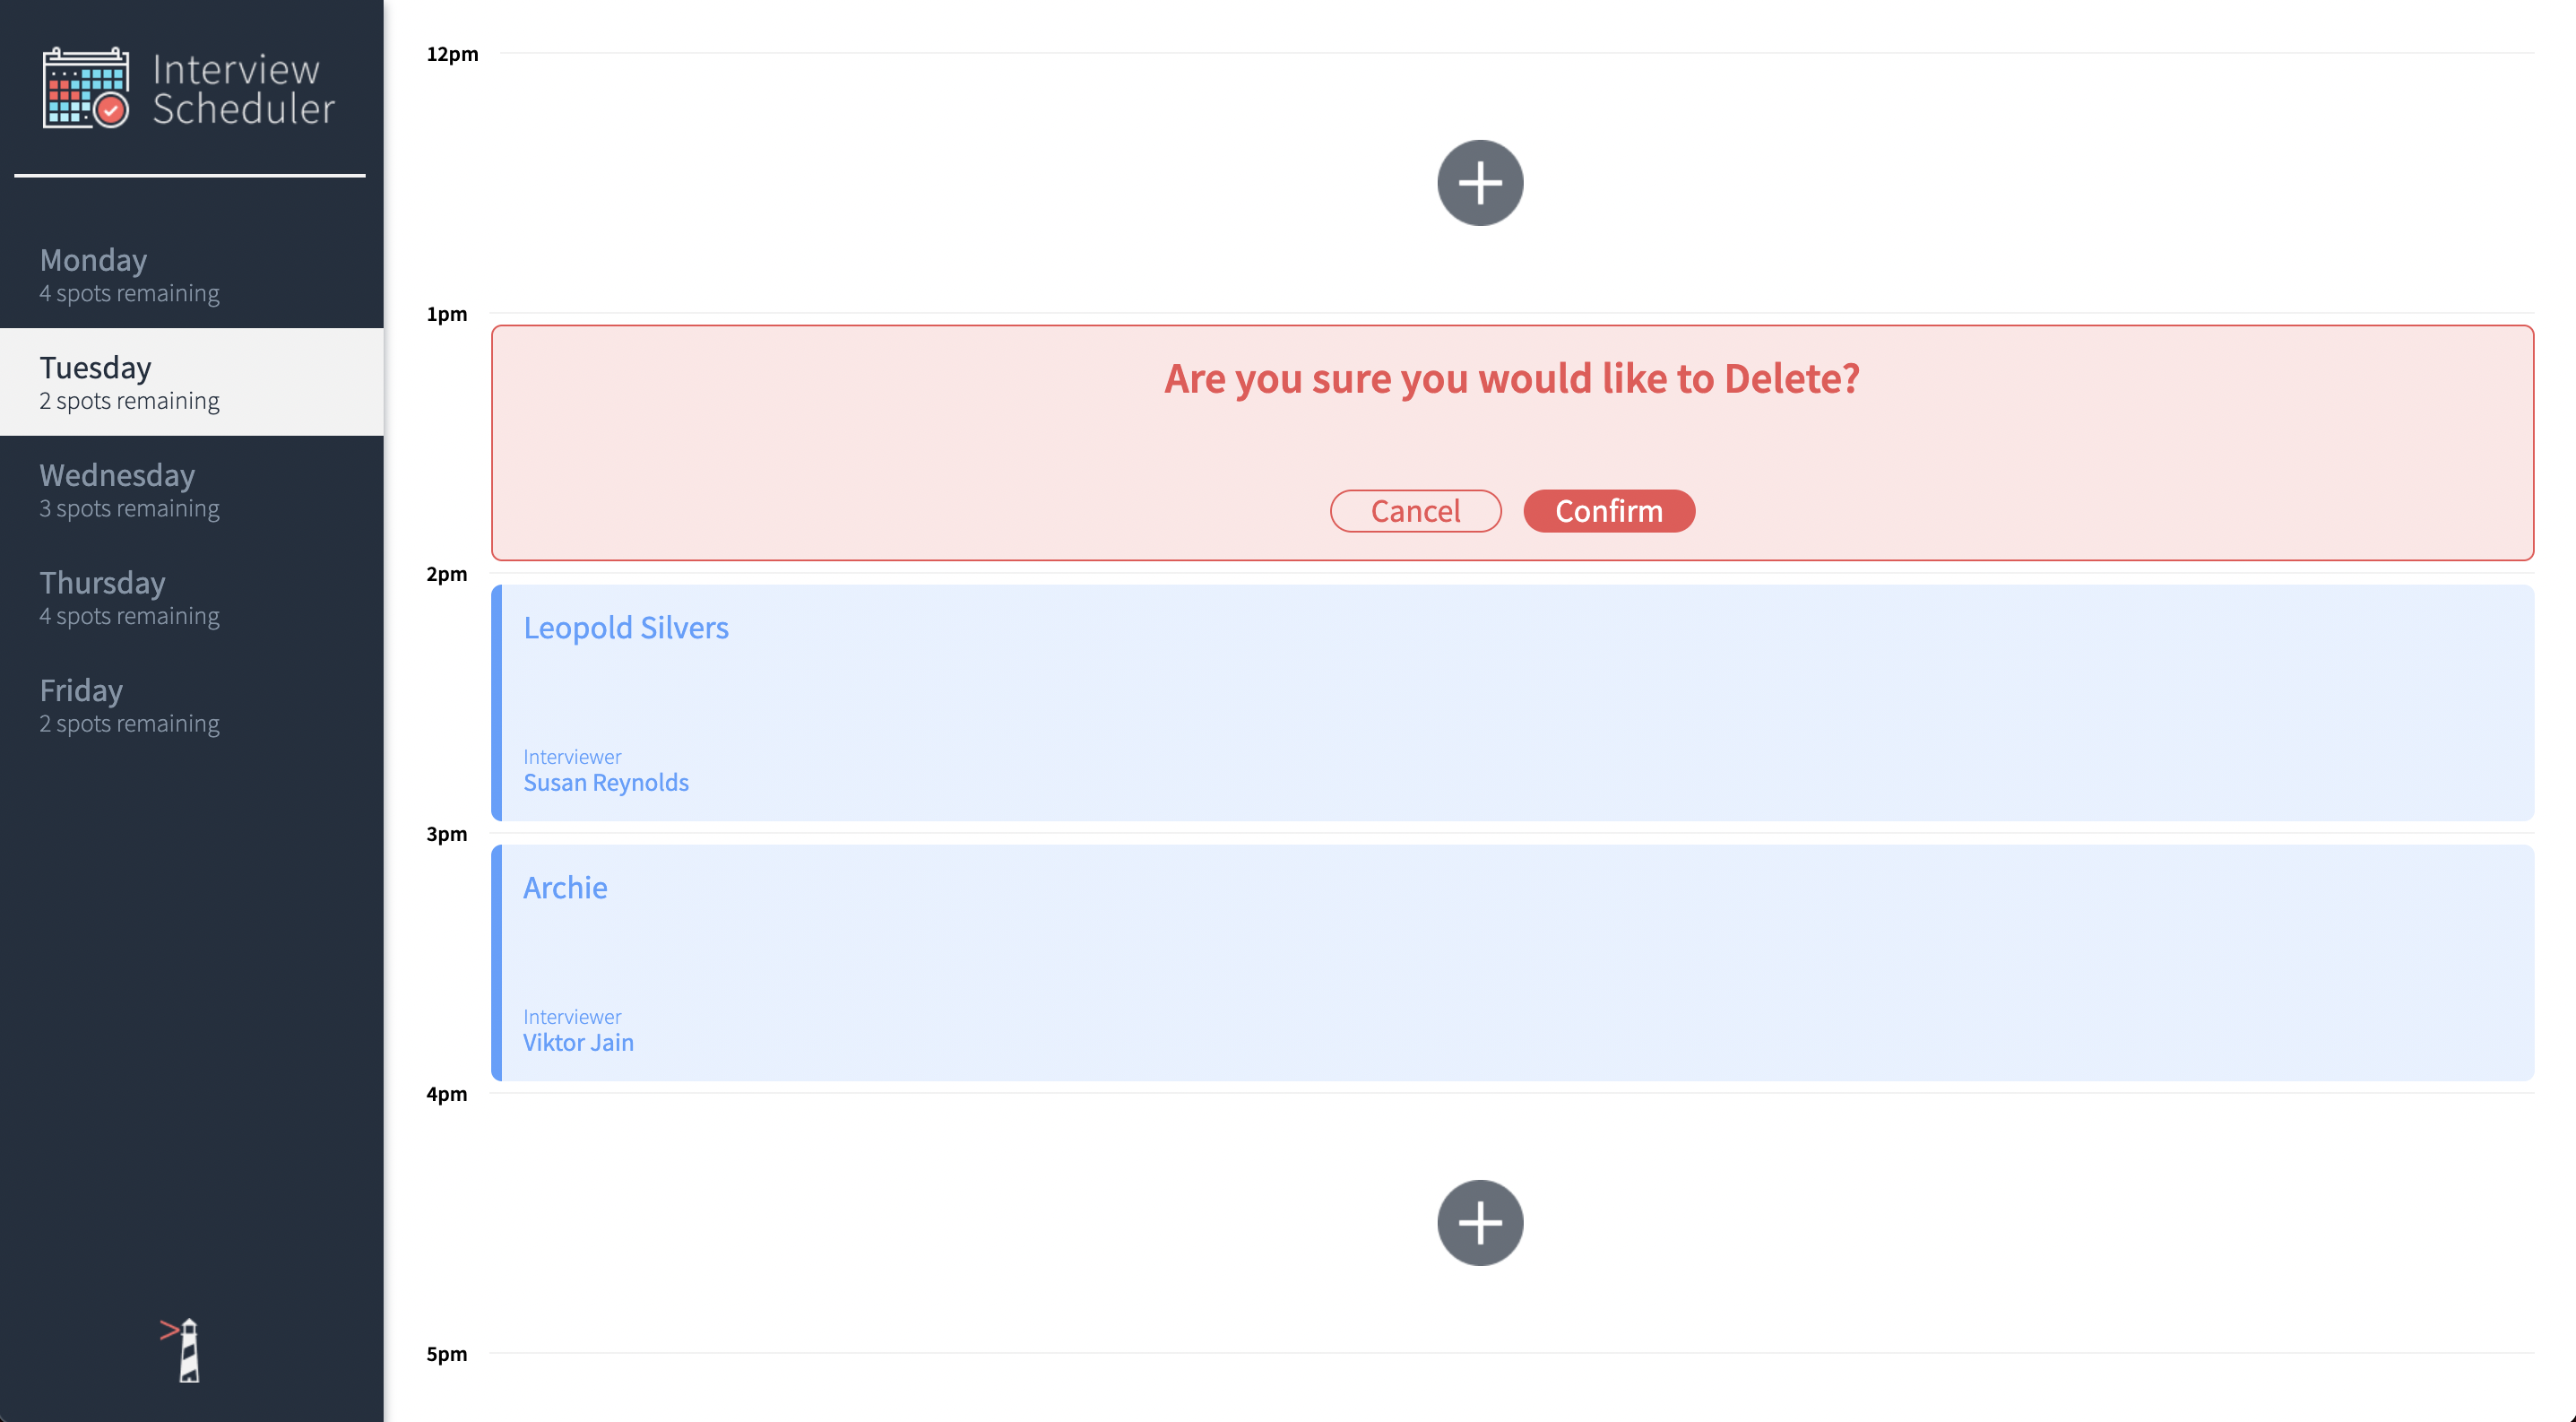 Interview
Scheduler
Monday
4 spots remaining
Tuesday
2 spots remaining
Wednesday
3 spots remaining
Thursday
4 spots remaining
Friday
2 spots remaining
12pm
1pm
Are you sure you would like to Delete?
Cancel Confirm
2pm
Leopold Silvers
Interviewer
Susan Reynolds
3pm
Archie
Interviewer
Viktor Jain
4pm
5pm